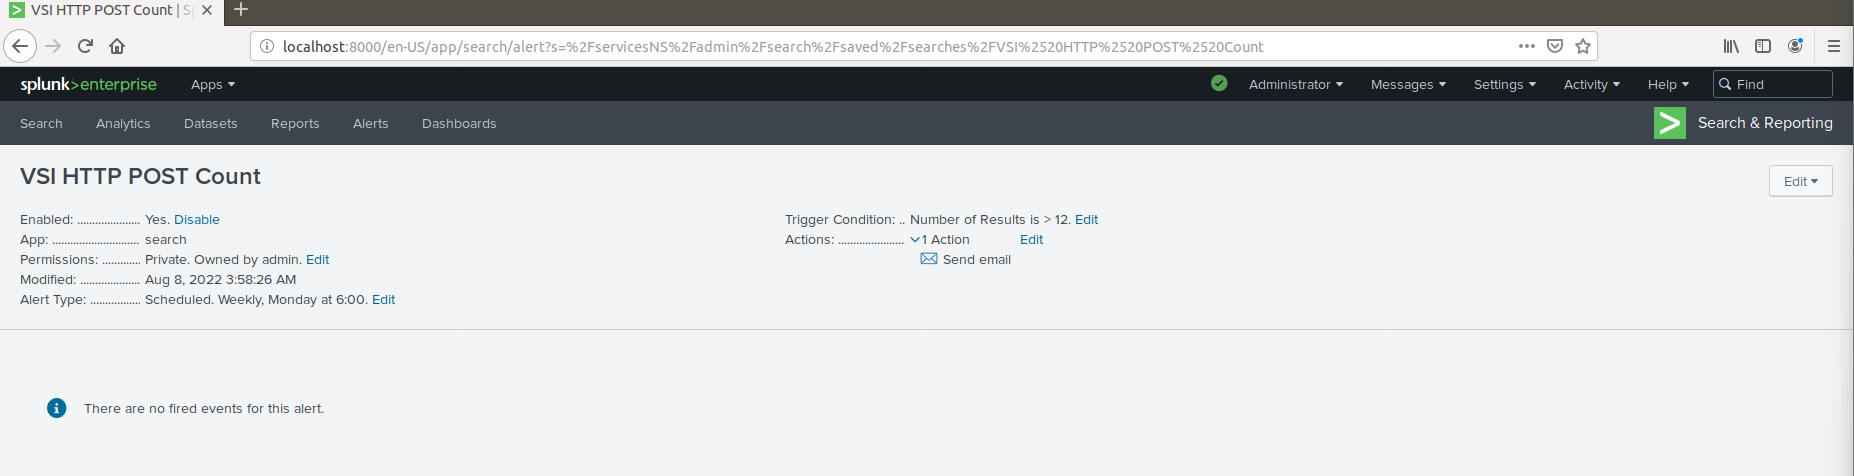 VSI HTTP POST Count | S
localhost:8000/en-US/app/search/alert?s=%2FservicesNS%2Fadmin%2Fsearch%2Fsaved%2Fsearches%2FVSI%2520HTTP%2520POST%2520Count
splunk>enterprise Apps Administrator Messages Settings Activity Help Find
Search Analytics Datasets Reports Alerts Dashboards Search & Reporting
VSI HTTP POST Count Edit
Enabled: ..................... Yes. Disable Trigger Condition: .. Number of Results is > 12. Edit
App: ............................. search Actions: ...................... 1 Action Edit
Permissions: ............. Private. Owned by admin. Edit Send email
Modified: .................... Aug 8, 2022 3:58:26 AM
Alert Type: ................. Scheduled. Weekly, Monday at 6:00. Edit
There are no fired events for this alert.